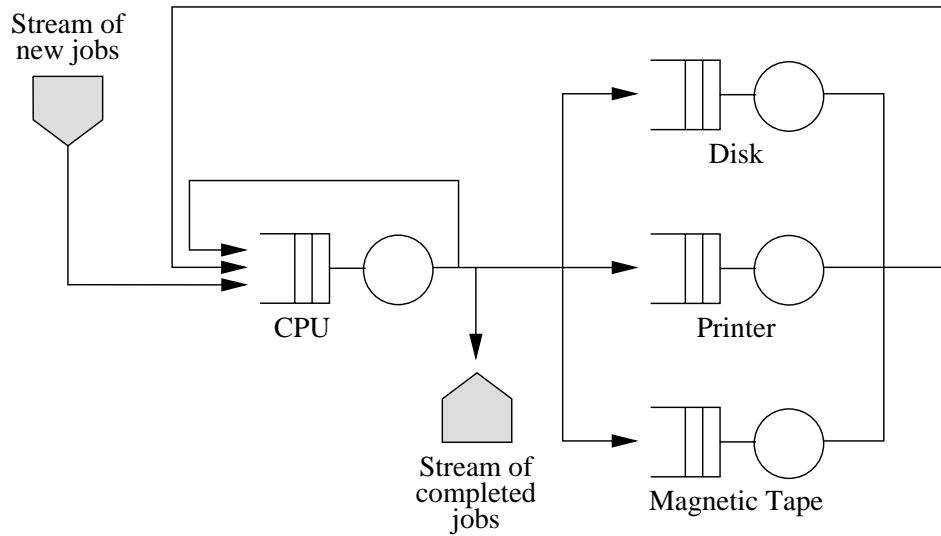 Stream of
new jobs
Disk
CPU
Printer
Stream of
completed
jobs
Magnetic Tape